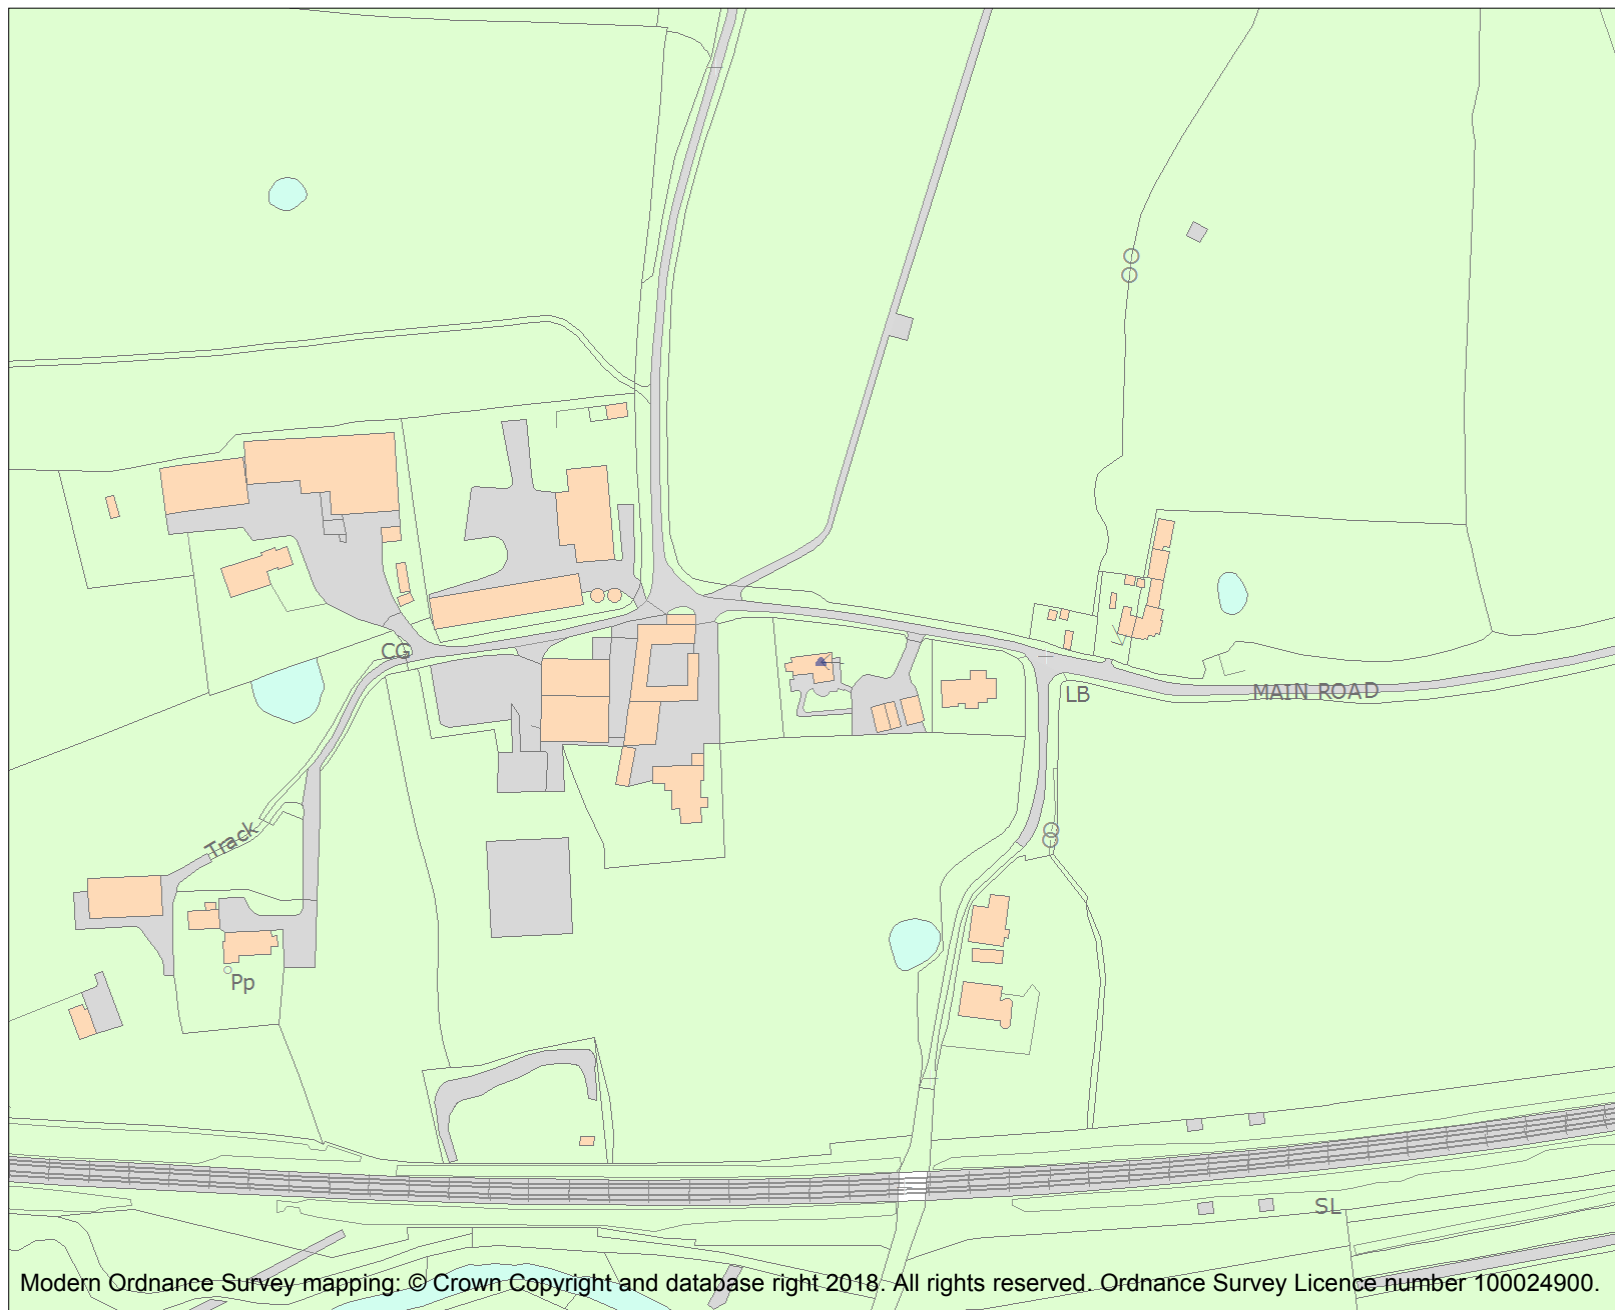 CG
MAIN ROAD
LB
Track
Pp
SL
Modern Ordnance Survey mapping: © Crown Copyright and database right 2018. All rights reserved. Ordnance Survey Licence number 100024900.